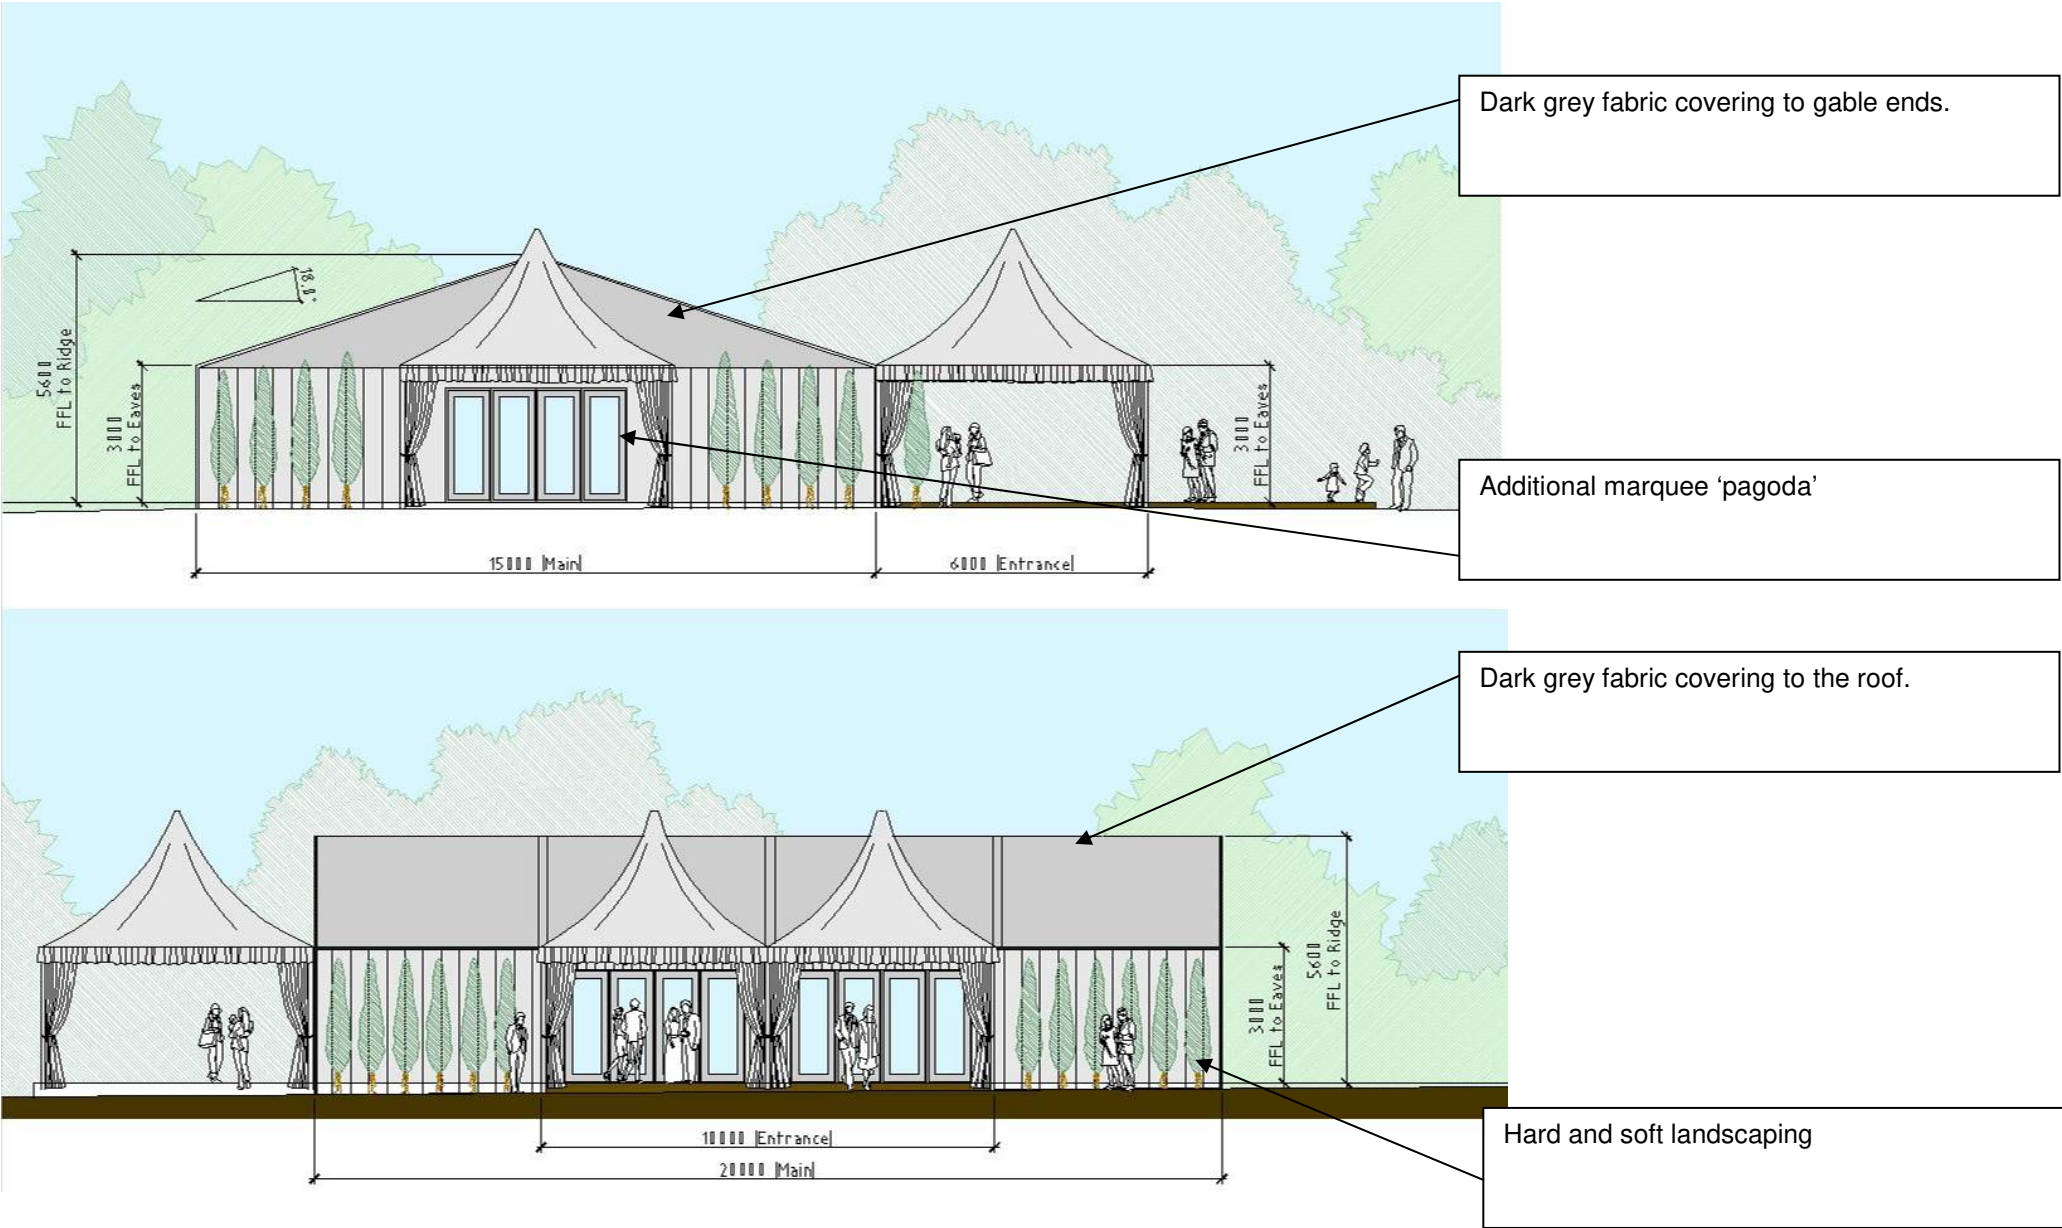 Dark grey fabric covering to gable ends.
18.0°
5600
FFL to Ridge
3000
FFL to Eaves
3000
FFL to Eaves
Additional marquee ‘pagoda’
15000 |Main|
6000 |Entrance|
Dark grey fabric covering to the roof.
5600
FFL to Ridge
3000
FFL to Eaves
Hard and soft landscaping
10000 |Entrance|
20000 |Main|